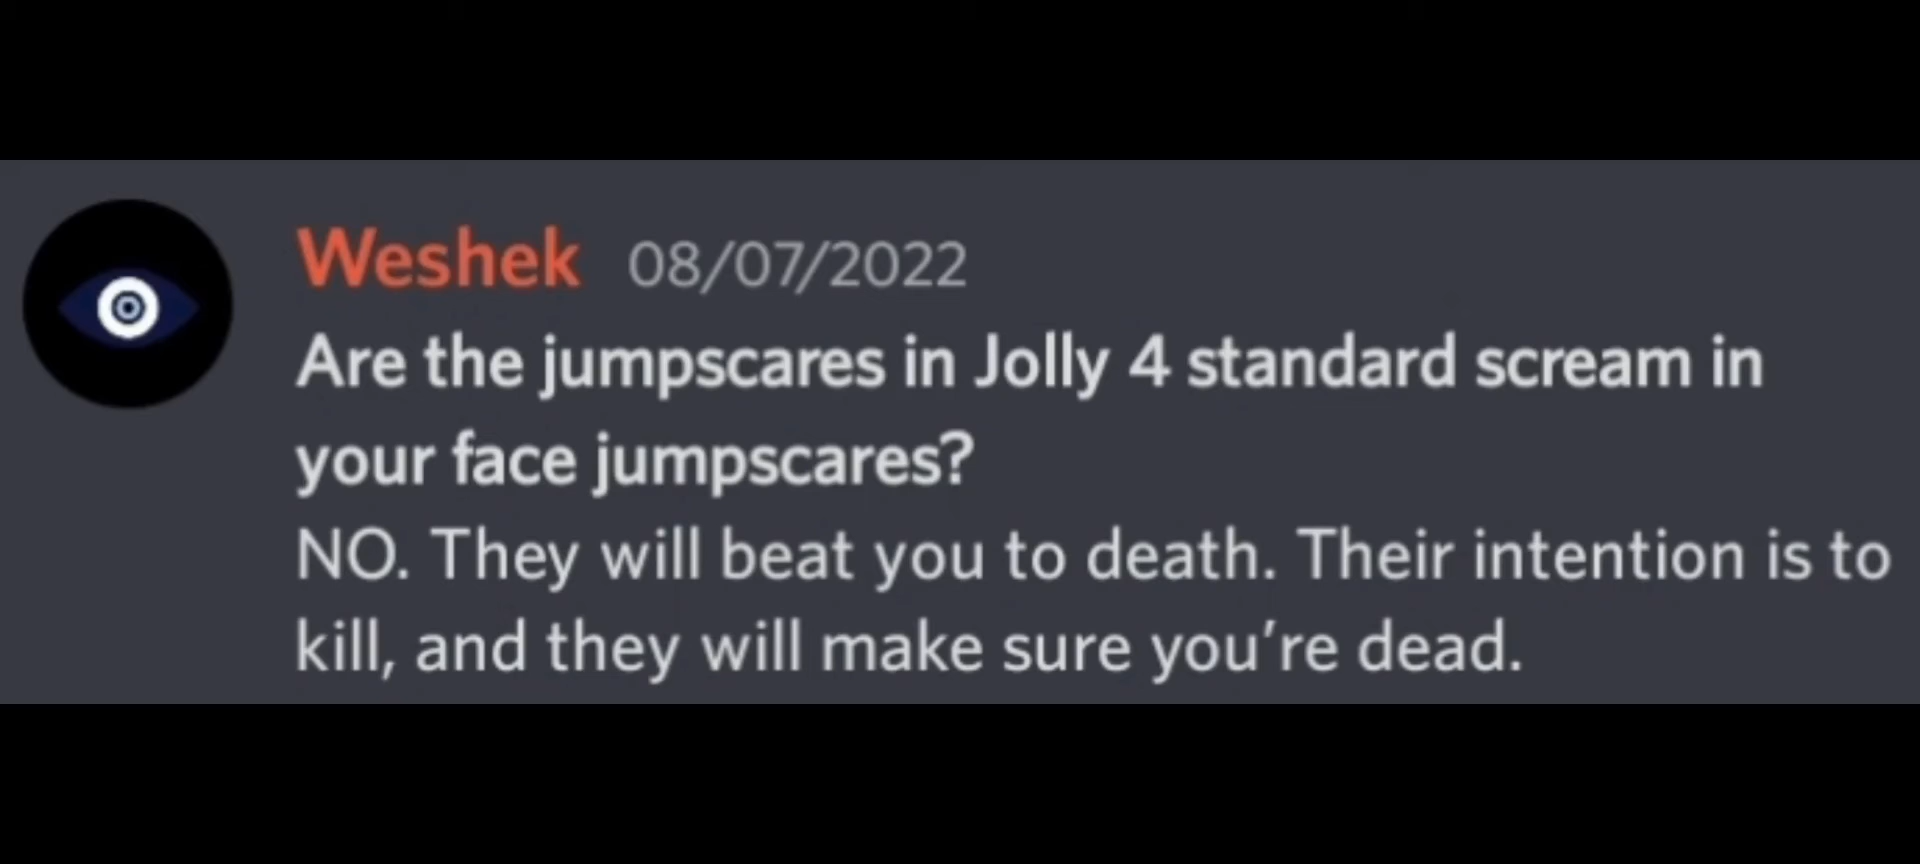 Weshek 08/07/2022
Are the jumpscares in Jolly 4 standard scream in
your face jumpscares?
NO. They will beat you to death. Their intention is to
kill, and they will make sure you’re dead.